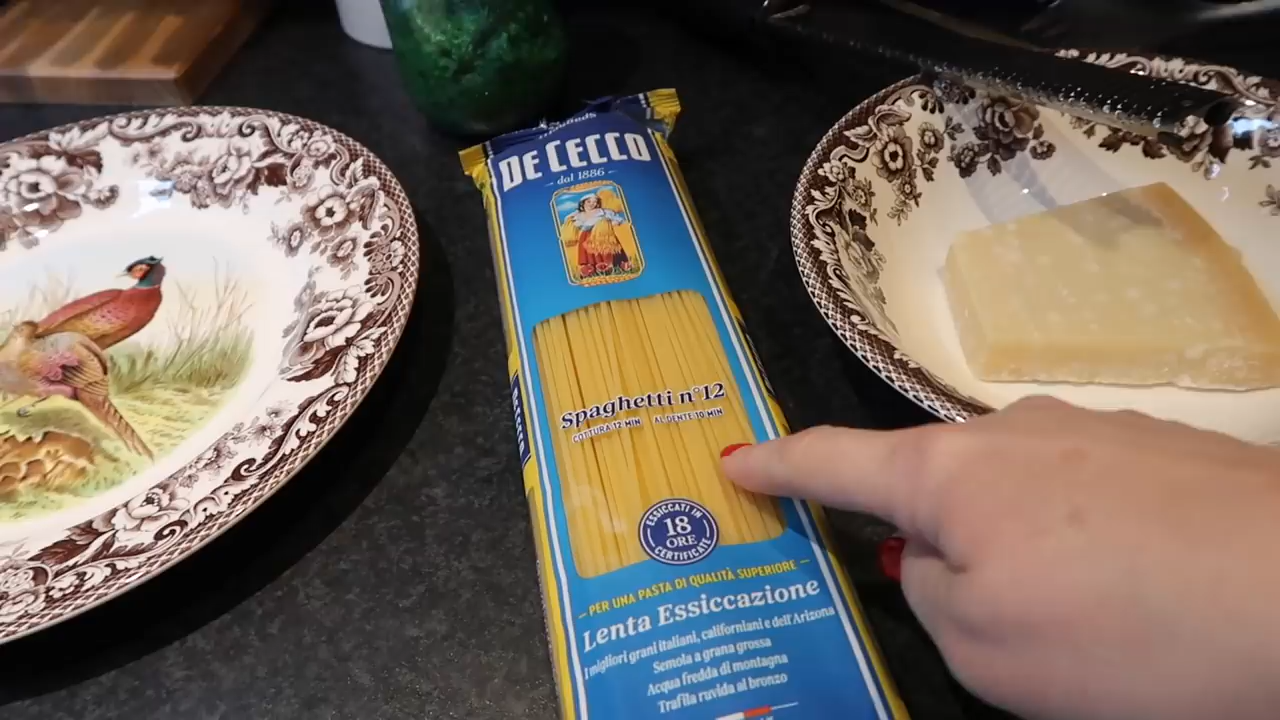 DE CECCO
dal 1886
Spaghetti n°12
COTTURA 12 MIN AL DENTE 10 MIN
ESSICCATI IN
18
ORE
CERTIFICATE
PER UNA PASTA DI QUALITÀ SUPERIORE
Lenta Essiccazione
I migliori grani italiani, californiani e dell'Arizona
Semola a grana grossa
Acqua fredda di montagna
Trafila ruvida al bronzo